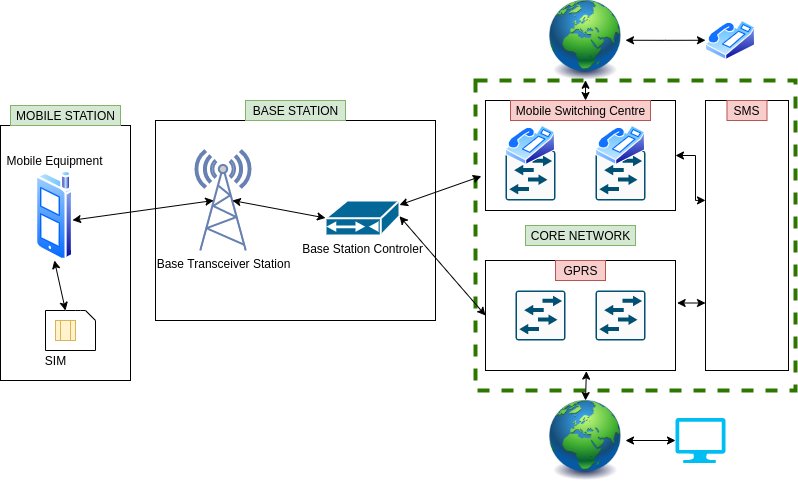 MOBILE STATION
Mobile Equipment
SIM
BASE STATION
Base Transceiver Station
Base Station Controler
Mobile Switching Centre
SMS
CORE NETWORK
GPRS